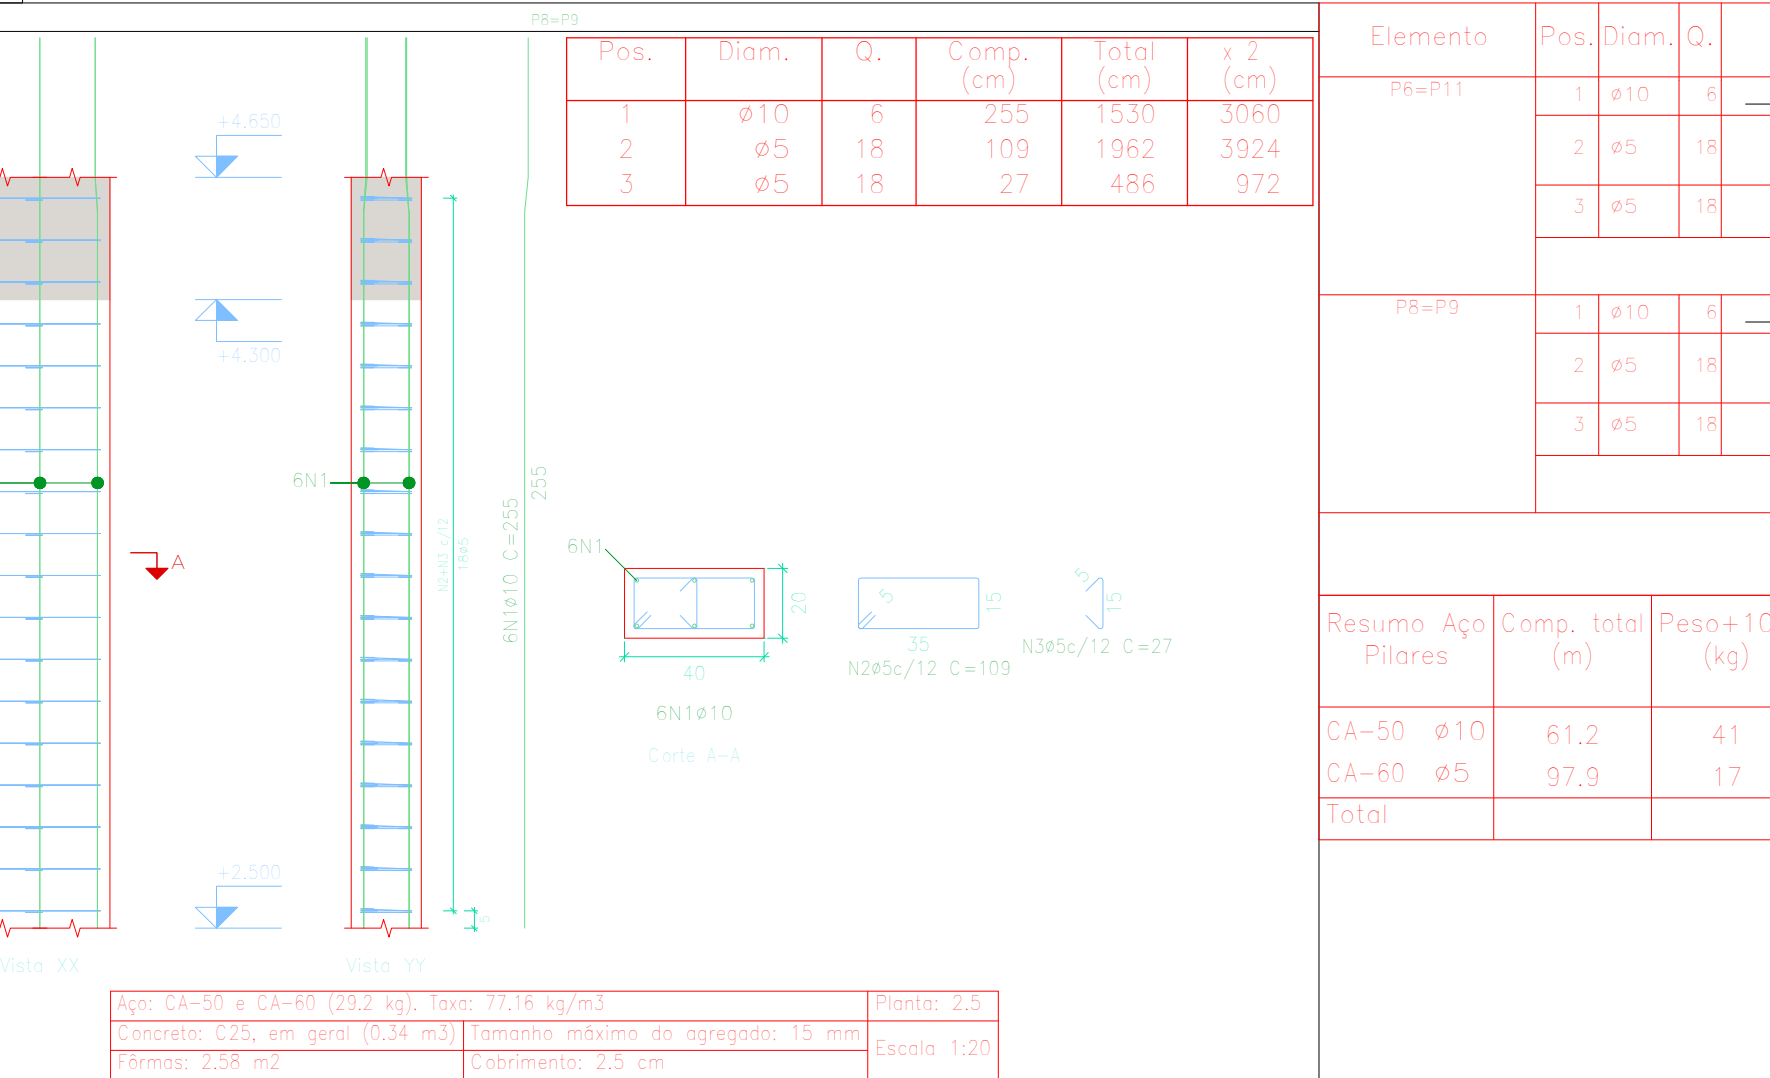 P8=P9
Pos. Diam. Q. Comp. (cm) Total (cm) x 2 (cm)
1 ø10 6 255 1530 3060
2 ø5 18 109 1962 3924
3 ø5 18 27 486 972
+4.650
+4.300
+2.500
6N1
A
N2+N3 c/12
18ø5
6N1ø10 C=255
255
5
Vista XX
Vista YY
6N1
20
40
6N1ø10
Corte A-A
5
15
35
N2ø5c/12 C=109
5
15
N3ø5c/12 C=27
Aço: CA-50 e CA-60 (29.2 kg). Taxa: 77.16 kg/m3
Planta: 2.5
Concreto: C25, em geral (0.34 m3)
Tamanho máximo do agregado: 15 mm
Escala 1:20
Fôrmas: 2.58 m2
Cobrimento: 2.5 cm
Elemento Pos. Diam. Q.
P6=P11 1 ø10 6
2 ø5 18
3 ø5 18
P8=P9 1 ø10 6
2 ø5 18
3 ø5 18
Resumo Aço Comp. total Peso+10
Pilares (m) (kg)
CA-50 ø10 61.2 41
CA-60 ø5 97.9 17
Total